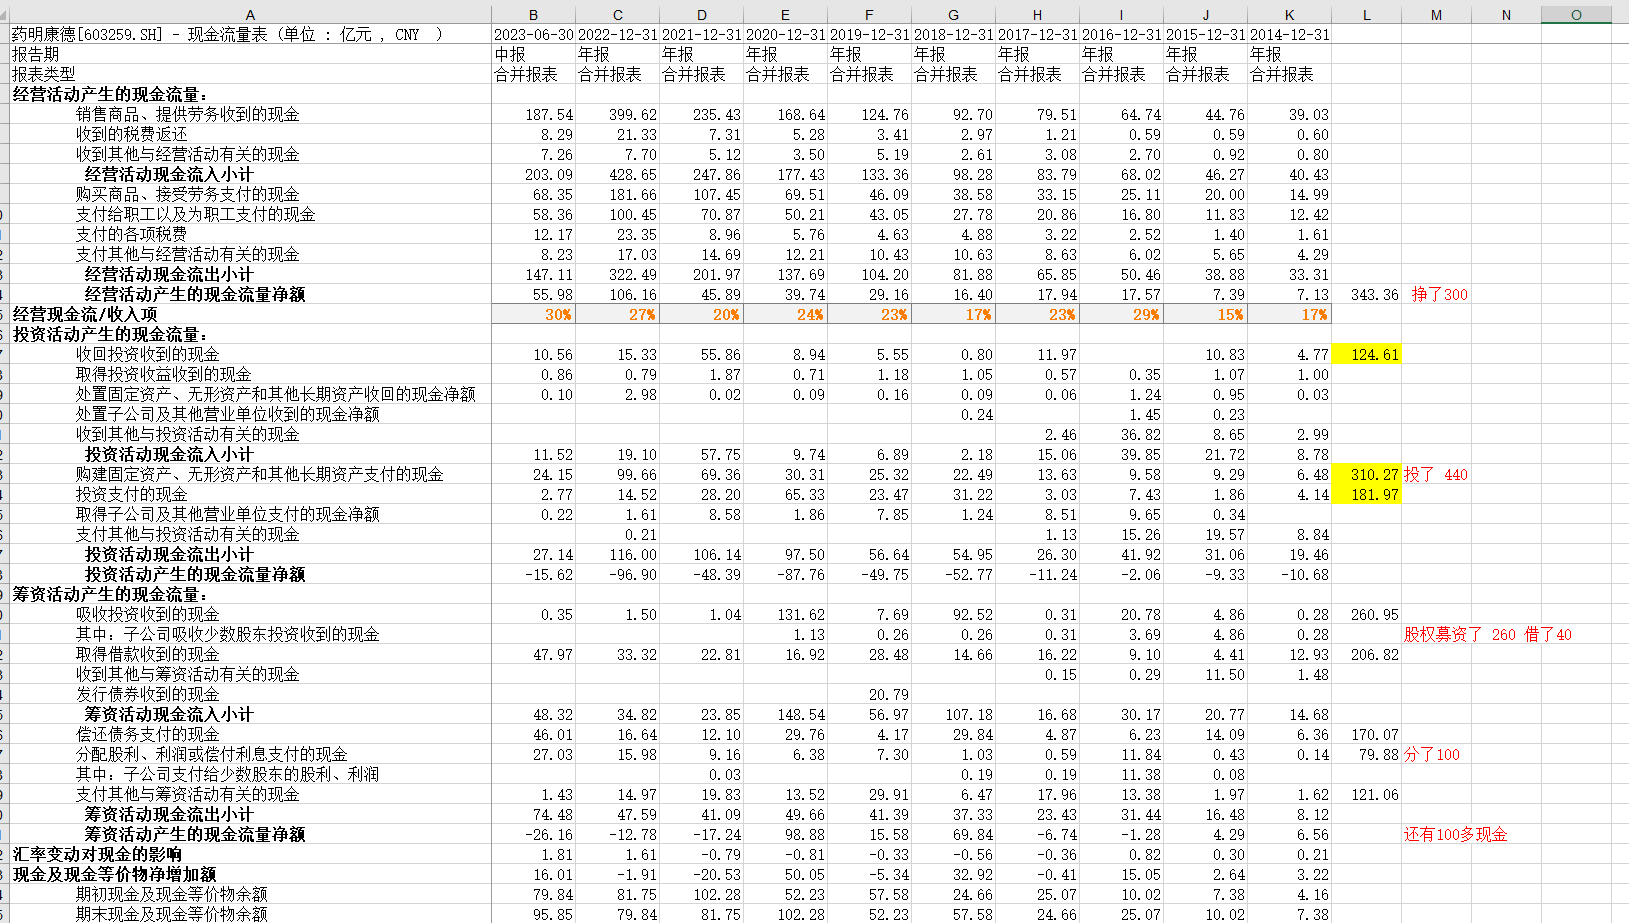 A B C D E F G H I J K L M N O
药明康德[603259.SH] - 现金流量表 (单位 : 亿元 , CNY ) 2023-06-30 2022-12-31 2021-12-31 2020-12-31 2019-12-31 2018-12-31 2017-12-31 2016-12-31 2015-12-31 2014-12-31
报告期 中报 年报 年报 年报 年报 年报 年报 年报 年报 年报
报表类型 合并报表 合并报表 合并报表 合并报表 合并报表 合并报表 合并报表 合并报表 合并报表 合并报表
经营活动产生的现金流量:
销售商品、提供劳务收到的现金 187.54 399.62 235.43 168.64 124.76 92.70 79.51 64.74 44.76 39.03
收到的税费返还 8.29 21.33 7.31 5.28 3.41 2.97 1.21 0.59 0.59 0.60
收到其他与经营活动有关的现金 7.26 7.70 5.12 3.50 5.19 2.61 3.08 2.70 0.92 0.80
经营活动现金流入小计 203.09 428.65 247.86 177.43 133.36 98.28 83.79 68.02 46.27 40.43
购买商品、接受劳务支付的现金 68.35 181.66 107.45 69.51 46.09 38.58 33.15 25.11 20.00 14.99
支付给职工以及为职工支付的现金 58.36 100.45 70.87 50.21 43.05 27.78 20.86 16.80 11.83 12.42
支付的各项税费 12.17 23.35 8.96 5.76 4.63 4.88 3.22 2.52 1.40 1.61
支付其他与经营活动有关的现金 8.23 17.03 14.69 12.21 10.43 10.63 8.63 6.02 5.65 4.29
经营活动现金流出小计 147.11 322.49 201.97 137.69 104.20 81.88 65.85 50.46 38.88 33.31
经营活动产生的现金流量净额 55.98 106.16 45.89 39.74 29.16 16.40 17.94 17.57 7.39 7.13 343.36 挣了300
经营现金流/收入项 30% 27% 20% 24% 23% 17% 23% 29% 15% 17%
投资活动产生的现金流量:
收回投资收到的现金 10.56 15.33 55.86 8.94 5.55 0.80 11.97 10.83 4.77 124.61
取得投资收益收到的现金 0.86 0.79 1.87 0.71 1.18 1.05 0.57 0.35 1.07 1.00
处置固定资产、无形资产和其他长期资产收回的现金净额 0.10 2.98 0.02 0.09 0.16 0.09 0.06 1.24 0.95 0.03
处置子公司及其他营业单位收到的现金净额 0.24 1.45 0.23
收到其他与投资活动有关的现金 2.46 36.82 8.65 2.99
投资活动现金流入小计 11.52 19.10 57.75 9.74 6.89 2.18 15.06 39.85 21.72 8.78
购建固定资产、无形资产和其他长期资产支付的现金 24.15 99.66 69.36 30.31 25.32 22.49 13.63 9.58 9.29 6.48 310.27 投了 440
投资支付的现金 2.77 14.52 28.20 65.33 23.47 31.22 3.03 7.43 1.86 4.14 181.97
取得子公司及其他营业单位支付的现金净额 0.22 1.61 8.58 1.86 7.85 1.24 8.51 9.65 0.34
支付其他与投资活动有关的现金 0.21 1.13 15.26 19.57 8.84
投资活动现金流出小计 27.14 116.00 106.14 97.50 56.64 54.95 26.30 41.92 31.06 19.46
投资活动产生的现金流量净额 -15.62 -96.90 -48.39 -87.76 -49.75 -52.77 -11.24 -2.06 -9.33 -10.68
筹资活动产生的现金流量:
吸收投资收到的现金 0.35 1.50 1.04 131.62 7.69 92.52 0.31 20.78 4.86 0.28 260.95
其中: 子公司吸收少数股东投资收到的现金 1.13 0.26 0.26 0.31 3.69 4.86 0.28 股权募资了 260 借了40
取得借款收到的现金 47.97 33.32 22.81 16.92 28.48 14.66 16.22 9.10 4.41 12.93 206.82
收到其他与筹资活动有关的现金 0.15 0.29 11.50 1.48
发行债券收到的现金 20.79
筹资活动现金流入小计 48.32 34.82 23.85 148.54 56.97 107.18 16.68 30.17 20.77 14.68
偿还债务支付的现金 46.01 16.64 12.10 29.76 4.17 29.84 4.87 6.23 14.09 6.36 170.07
分配股利、利润或偿付利息支付的现金 27.03 15.98 9.16 6.38 7.30 1.03 0.59 11.84 0.43 0.14 79.88 分了100
其中: 子公司支付给少数股东的股利、利润 0.03 0.19 0.19 11.38 0.08
支付其他与筹资活动有关的现金 1.43 14.97 19.83 13.52 29.91 6.47 17.96 13.38 1.97 1.62 121.06
筹资活动现金流出小计 74.48 47.59 41.09 49.66 41.39 37.33 23.43 31.44 16.48 8.12
筹资活动产生的现金流量净额 -26.16 -12.78 -17.24 98.88 15.58 69.84 -6.74 -1.28 4.29 6.56 还有100多现金
汇率变动对现金的影响 1.81 1.61 -0.79 -0.81 -0.33 -0.56 -0.36 0.82 0.30 0.21
现金及现金等价物净增加额 16.01 -1.91 -20.53 50.05 -5.34 32.92 -0.41 15.05 2.64 3.22
期初现金及现金等价物余额 79.84 81.75 102.28 52.23 57.58 24.66 25.07 10.02 7.38 4.16
期末现金及现金等价物余额 95.85 79.84 81.75 102.28 52.23 57.58 24.66 25.07 10.02 7.38